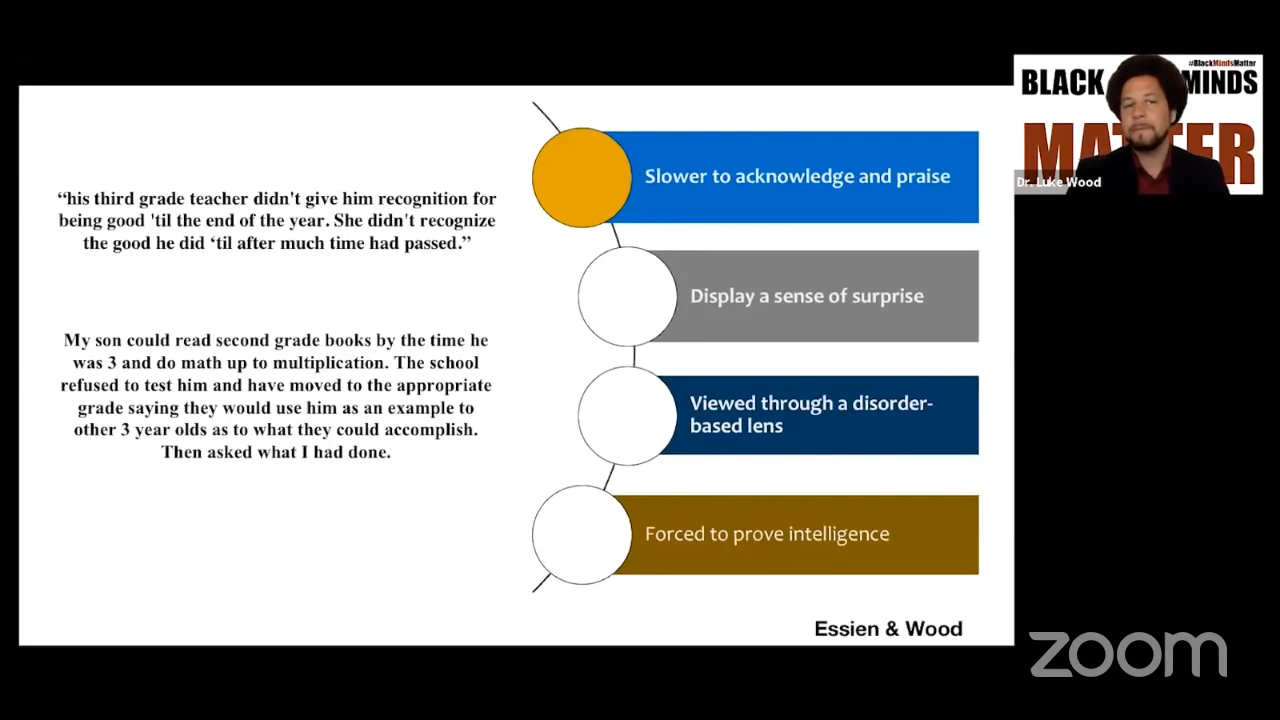 “his third grade teacher didn't give him recognition for
being good 'til the end of the year. She didn't recognize
the good he did ‘til after much time had passed.”
My son could read second grade books by the time he
was 3 and do math up to multiplication. The school
refused to test him and have moved to the appropriate
grade saying they would use him as an example to
other 3 year olds as to what they could accomplish.
Then asked what I had done.
Slower to acknowledge and praise
Display a sense of surprise
Viewed through a disorder-
based lens
Forced to prove intelligence
Essien & Wood
#BlackMindsMatter
BLACK MINDS
MATTER
Dr. Luke Wood
zoom